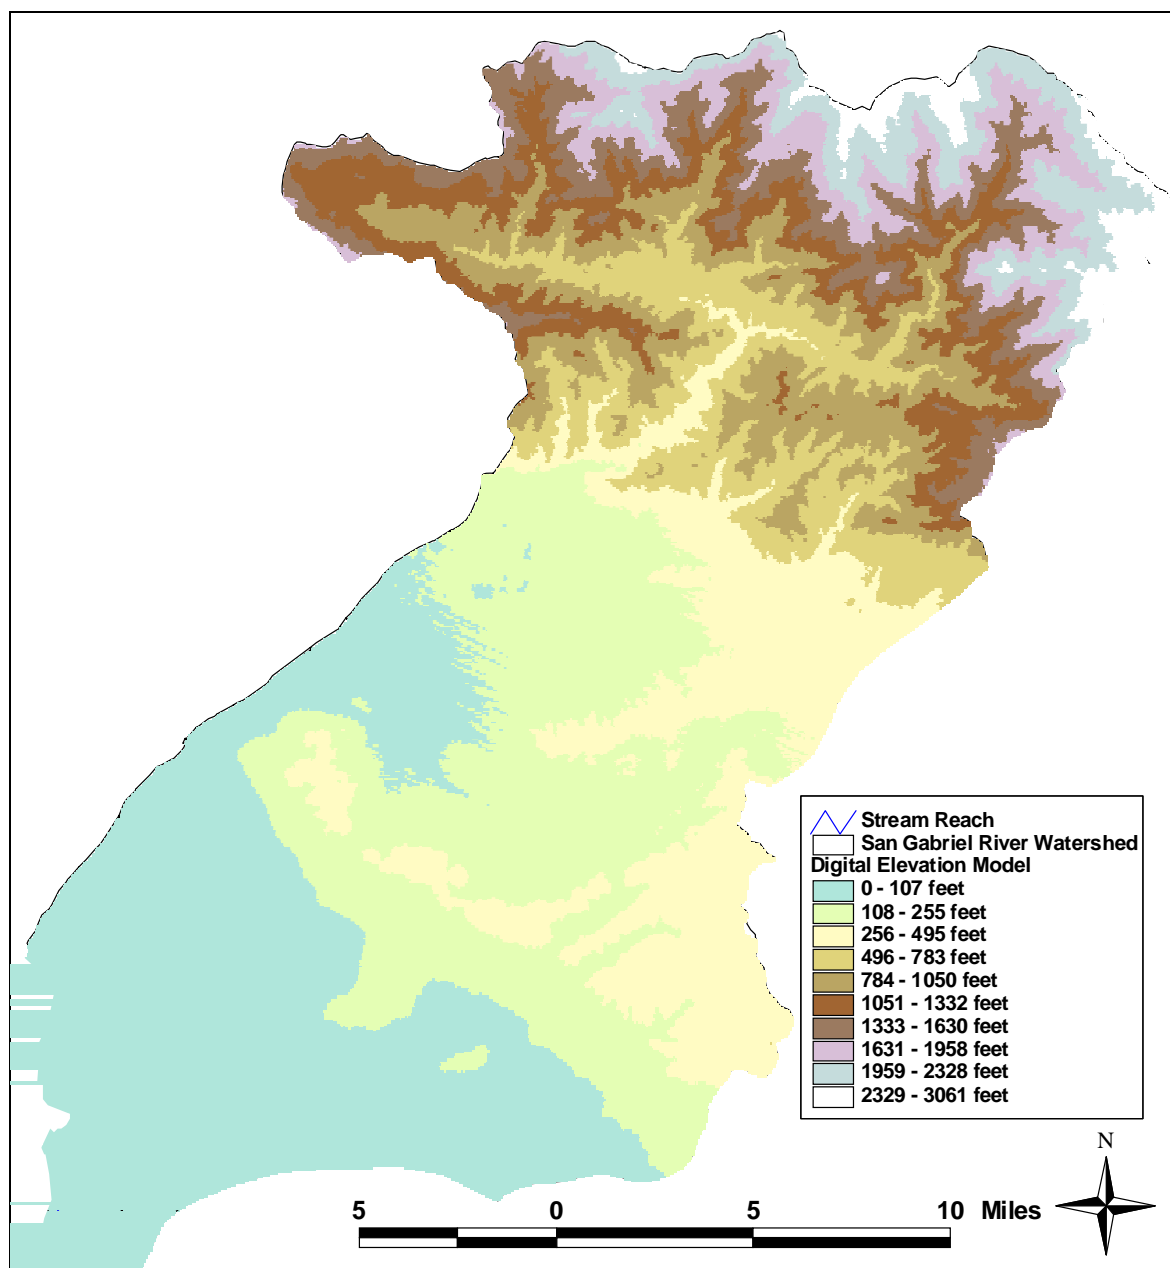 Stream Reach
San Gabriel River Watershed
Digital Elevation Model
0 - 107 feet
108 - 255 feet
256 - 495 feet
496 - 783 feet
784 - 1050 feet
1051 - 1332 feet
1333 - 1630 feet
1631 - 1958 feet
1959 - 2328 feet
2329 - 3061 feet
N
5 0 5 10 Miles